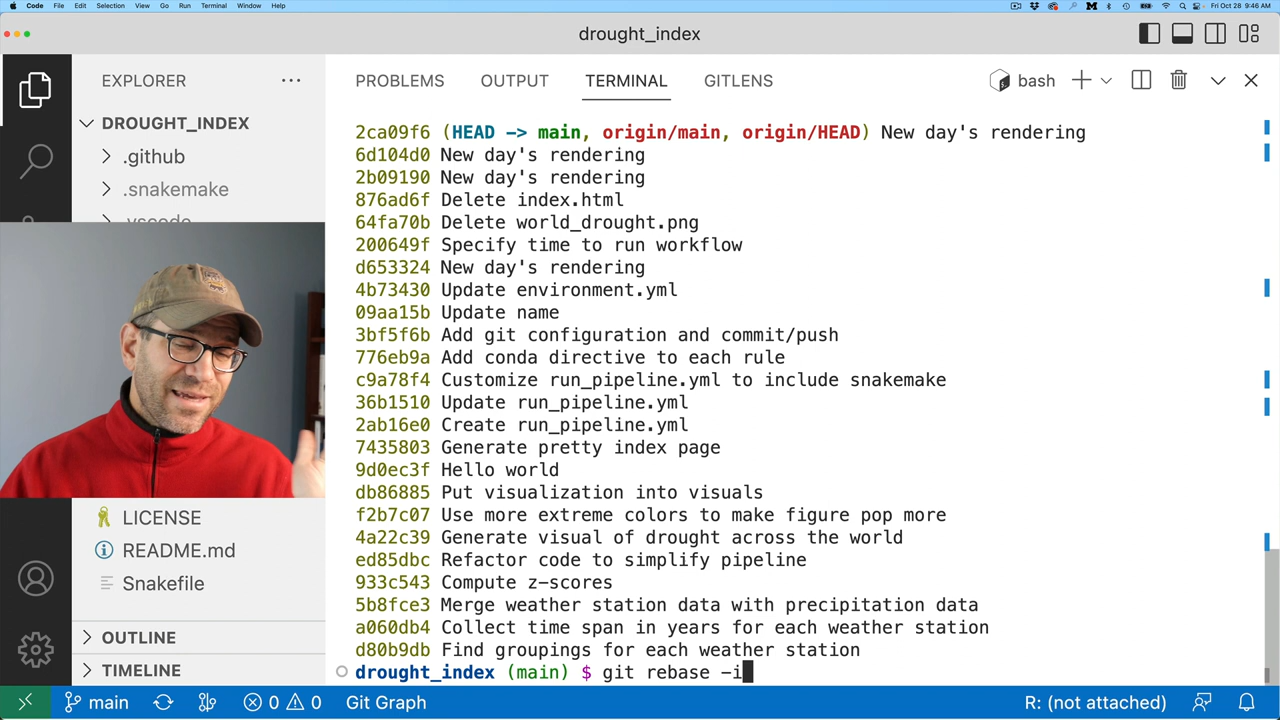 Code File Edit Selection View Go Run Terminal Window Help Fri Oct 28 9:46 AM
drought_index
EXPLORER
PROBLEMS OUTPUT TERMINAL GITLENS bash
DROUGHT_INDEX
.github
.snakemake
.vscode
LICENSE
README.md
Snakefile
OUTLINE
TIMELINE
2ca09f6 (HEAD -> main, origin/main, origin/HEAD) New day's rendering
6d104d0 New day's rendering
2b09190 New day's rendering
876ad6f Delete index.html
64fa70b Delete world_drought.png
200649f Specify time to run workflow
d653324 New day's rendering
4b73430 Update environment.yml
09aa15b Update name
3bf5f6b Add git configuration and commit/push
776eb9a Add conda directive to each rule
c9a78f4 Customize run_pipeline.yml to include snakemake
36b1510 Update run_pipeline.yml
2ab16e0 Create run_pipeline.yml
7435803 Generate pretty index page
9d0ec3f Hello world
db86885 Put visualization into visuals
f2b7c07 Use more extreme colors to make figure pop more
4a22c39 Generate visual of drought across the world
ed85dbc Refactor code to simplify pipeline
933c543 Compute z-scores
5b8fce3 Merge weather station data with precipitation data
a060db4 Collect time span in years for each weather station
d80b9db Find groupings for each weather station
drought_index (main) $ git rebase -i
main 0 0 Git Graph R: (not attached)